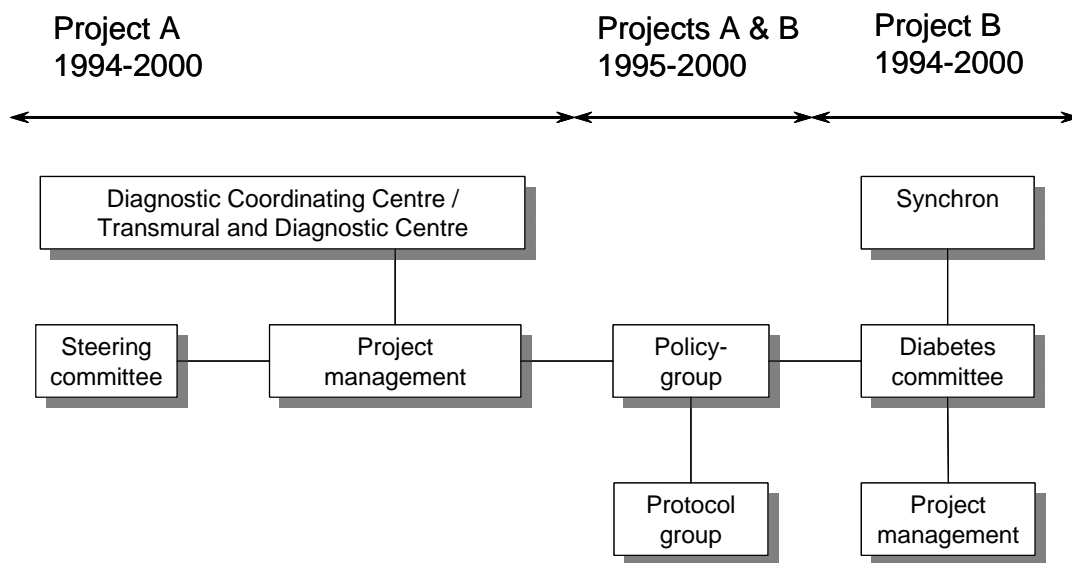 Project A
1994-2000
Projects A & B
1995-2000
Project B
1994-2000
Diagnostic Coordinating Centre /
Transmural and Diagnostic Centre
Synchron
Steering
committee
Project
management
Policy-
group
Diabetes
committee
Protocol
group
Project
management